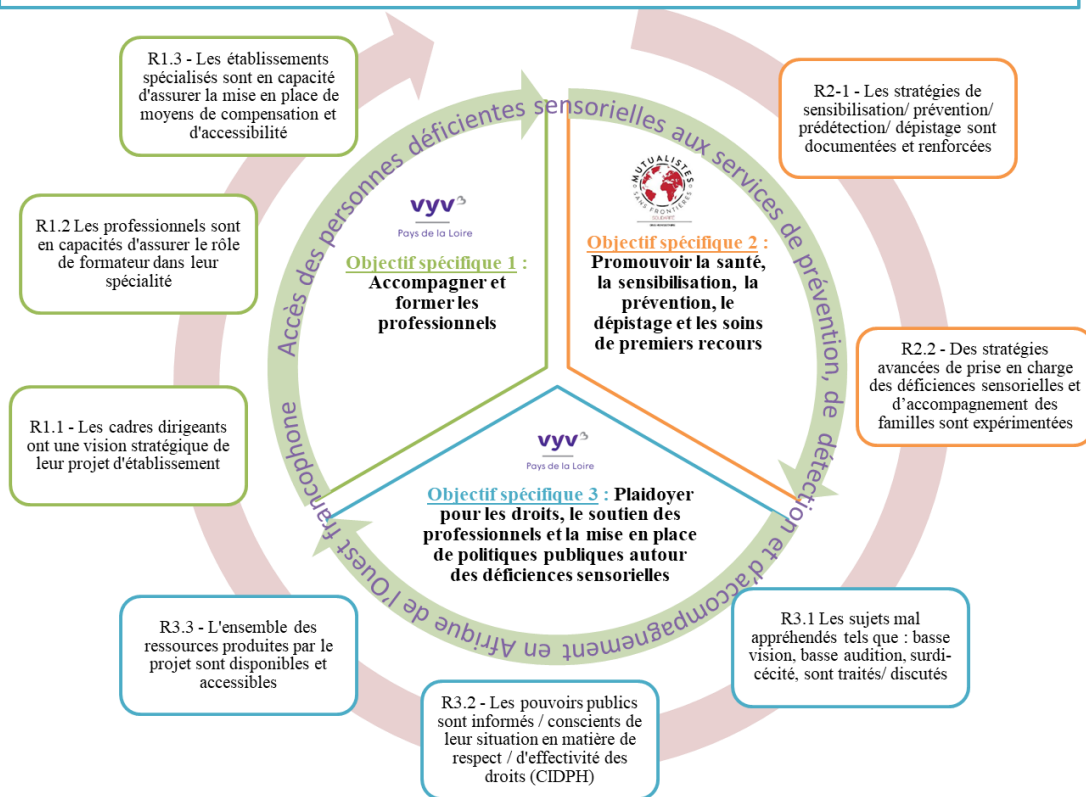 Accès des personnes déficientes sensorielles aux services de prévention, de détection et d'accompagnement en Afrique de l'Ouest francophone
R1.3 - Les établissements
spécialisés sont en capacité
d'assurer la mise en place de
moyens de compensation et
d'accessibilité
R1.2 Les professionnels sont
en capacités d'assurer le rôle
de formateur dans leur
spécialité
R1.1 - Les cadres dirigeants
ont une vision stratégique de
leur projet d'établissement
vyv3
Pays de la Loire
Objectif spécifique 1 :
Accompagner et
former les
professionnels
MUTUALISTES
SANS FRONTIÈRES
Objectif spécifique 2 :
Promouvoir la santé,
la sensibilisation, la
prévention, le
dépistage et les soins
de premiers recours
R2-1 - Les stratégies de
sensibilisation/ prévention/
prédétection/ dépistage sont
documentées et renforcées
R2.2 - Des stratégies
avancées de prise en charge
des déficiences sensorielles et
d’accompagnement des
familles sont expérimentées
vyv3
Pays de la Loire
Objectif spécifique 3 : Plaidoyer
pour les droits, le soutien des
professionnels et la mise en place
de politiques publiques autour
des déficiences sensorielles
R3.3 - L'ensemble des
ressources produites par le
projet sont disponibles et
accessibles
R3.2 - Les pouvoirs publics
sont informés / conscients de
leur situation en matière de
respect / d'effectivité des
droits (CIDPH)
R3.1 Les sujets mal
appréhendés tels que : basse
vision, basse audition, surdi-
cécité, sont traités/ discutés